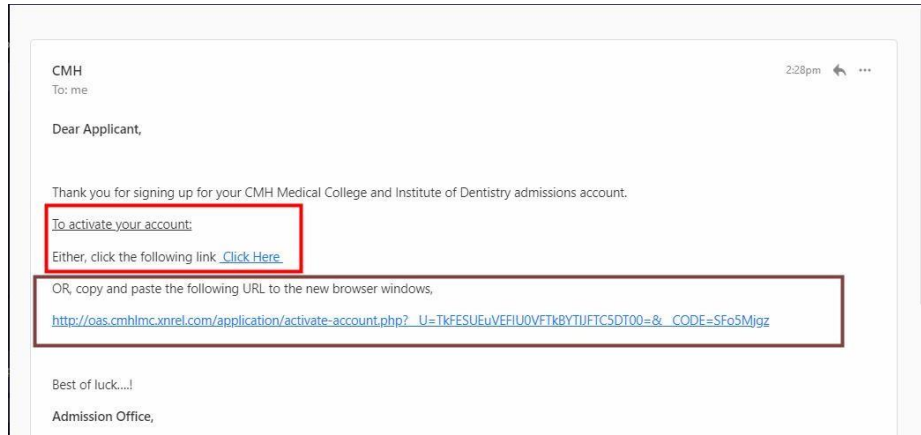 CMH
2:28pm
To: me
Dear Applicant,
Thank you for signing up for your CMH Medical College and Institute of Dentistry admissions account.
To activate your account:
Either, click the following link Click Here
OR, copy and paste the following URL to the new browser windows,
http://oas.cmhlmc.xnrel.com/application/activate-account.php?_U=TkFESUEuVEFIU0VFTkBYTlJFTC5DT00=&_CODE=SFo5Mjgz
Best of luck....!
Admission Office,